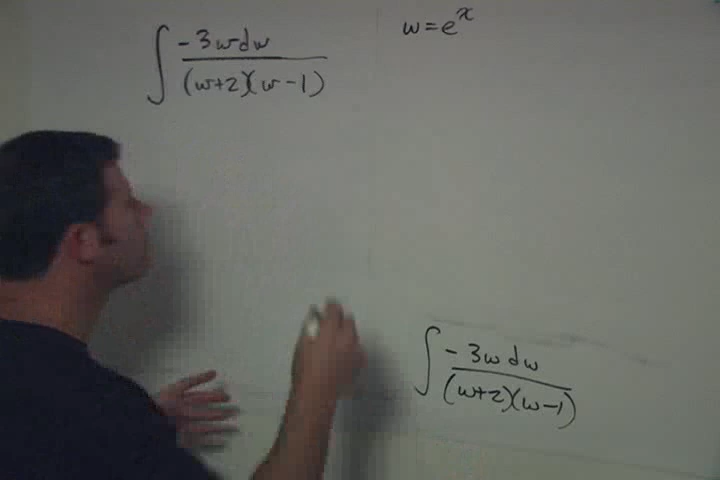 ∫ -3w dw
(w+2)(w-1)
w = e^x
∫ -3w dw
(w+2)(w-1)